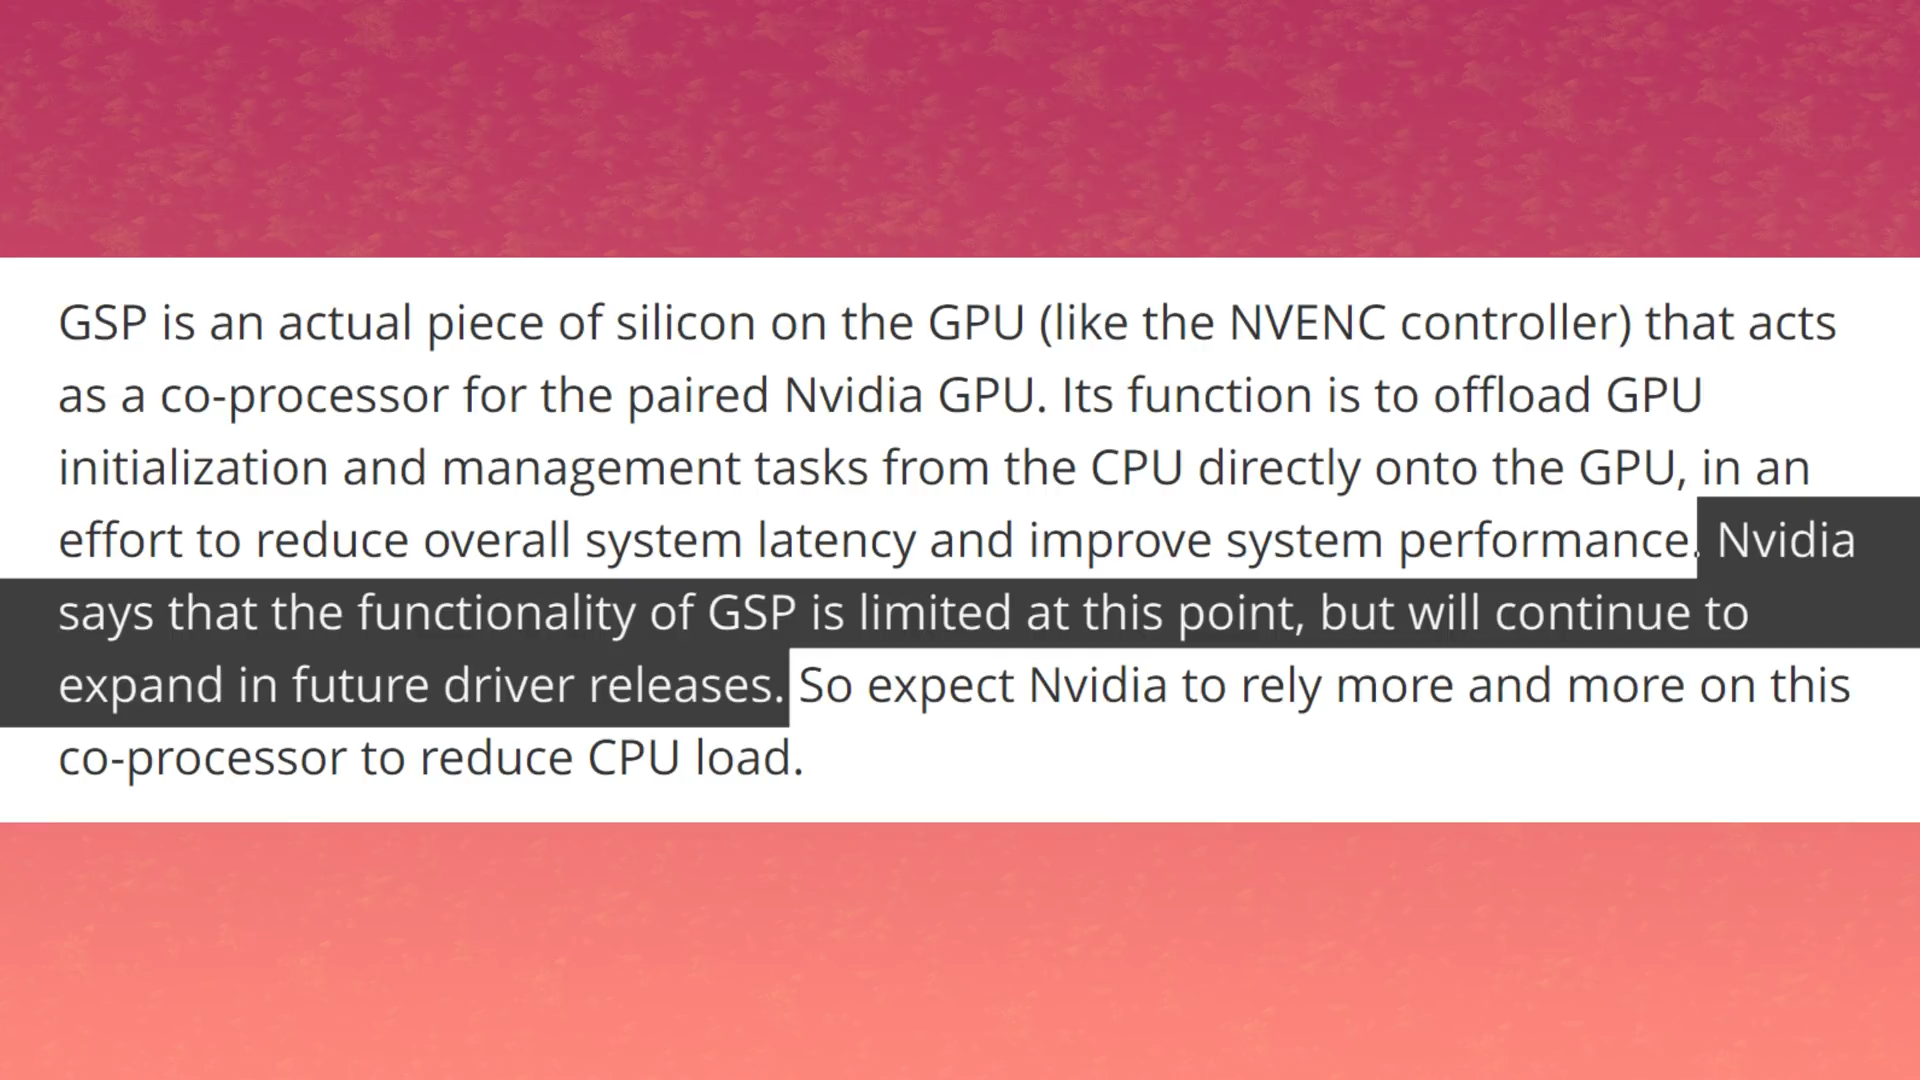 GSP is an actual piece of silicon on the GPU (like the NVENC controller) that acts
as a co-processor for the paired Nvidia GPU. Its function is to offload GPU
initialization and management tasks from the CPU directly onto the GPU, in an
effort to reduce overall system latency and improve system performance. Nvidia
says that the functionality of GSP is limited at this point, but will continue to
expand in future driver releases. So expect Nvidia to rely more and more on this
co-processor to reduce CPU load.